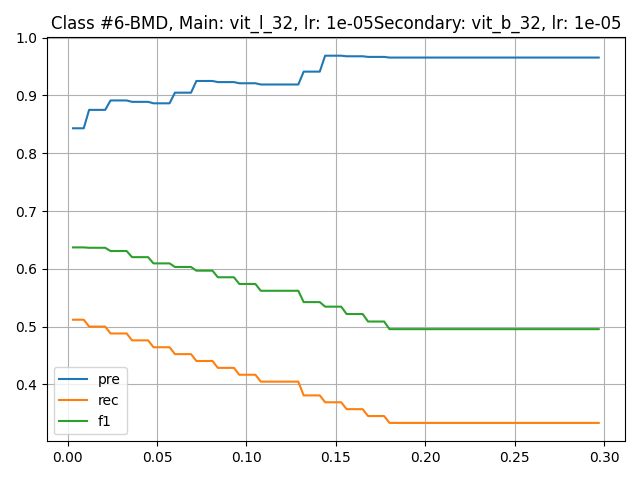 Class #6-BMD, Main: vit_l_32, lr: 1e-05Secondary: vit_b_32, lr: 1e-05
1.0
0.9
0.8
0.7
0.6
0.5
0.4
pre
rec
f1
0.00 0.05 0.10 0.15 0.20 0.25 0.30